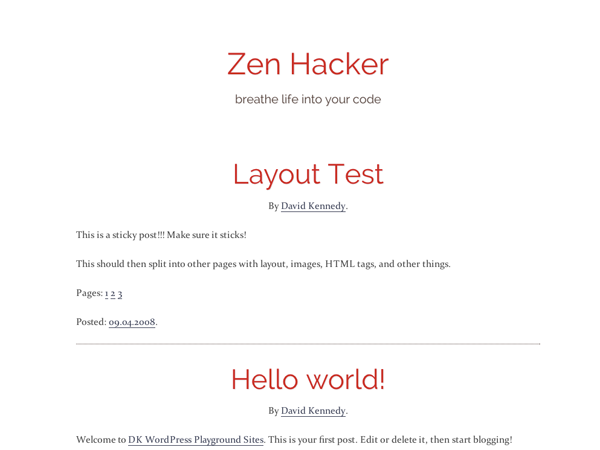 Zen Hacker
breathe life into your code
Layout Test
By David Kennedy.
This is a sticky post!!! Make sure it sticks!
This should then split into other pages with layout, images, HTML tags, and other things.
Pages: 1 2 3
Posted: 09.04.2008.
Hello world!
By David Kennedy.
Welcome to DK WordPress Playground Sites. This is your first post. Edit or delete it, then start blogging!